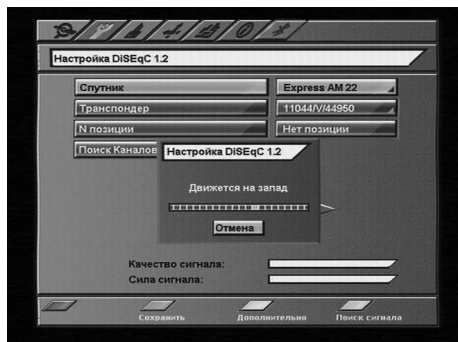 Настройка DiSEqC 1.2
Спутник Express AM 22
Транспондер 11044/V/44950
N позиции Нет позиции
Поиск Каналов
Настройка DiSEqC 1.2
Движется на запад
Отмена
Качество сигнала:
Сила сигнала:
Сохранить Дополнительно Поиск сигнала